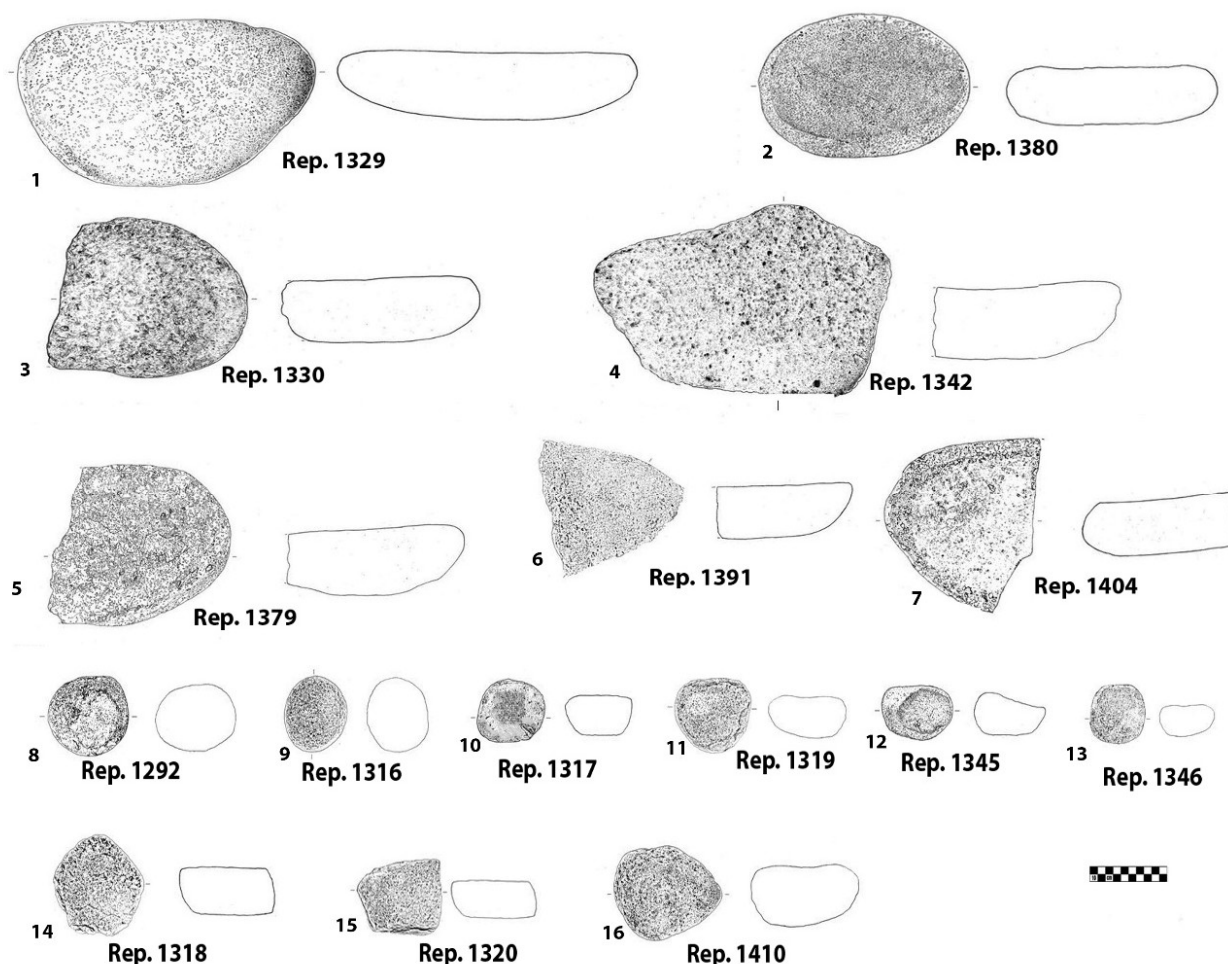 1
Rep. 1329
2
Rep. 1380
3
Rep. 1330
4
Rep. 1342
5
Rep. 1379
6
Rep. 1391
7
Rep. 1404
8
Rep. 1292
9
Rep. 1316
10
Rep. 1317
11
Rep. 1319
12
Rep. 1345
13
Rep. 1346
14
Rep. 1318
15
Rep. 1320
16
Rep. 1410